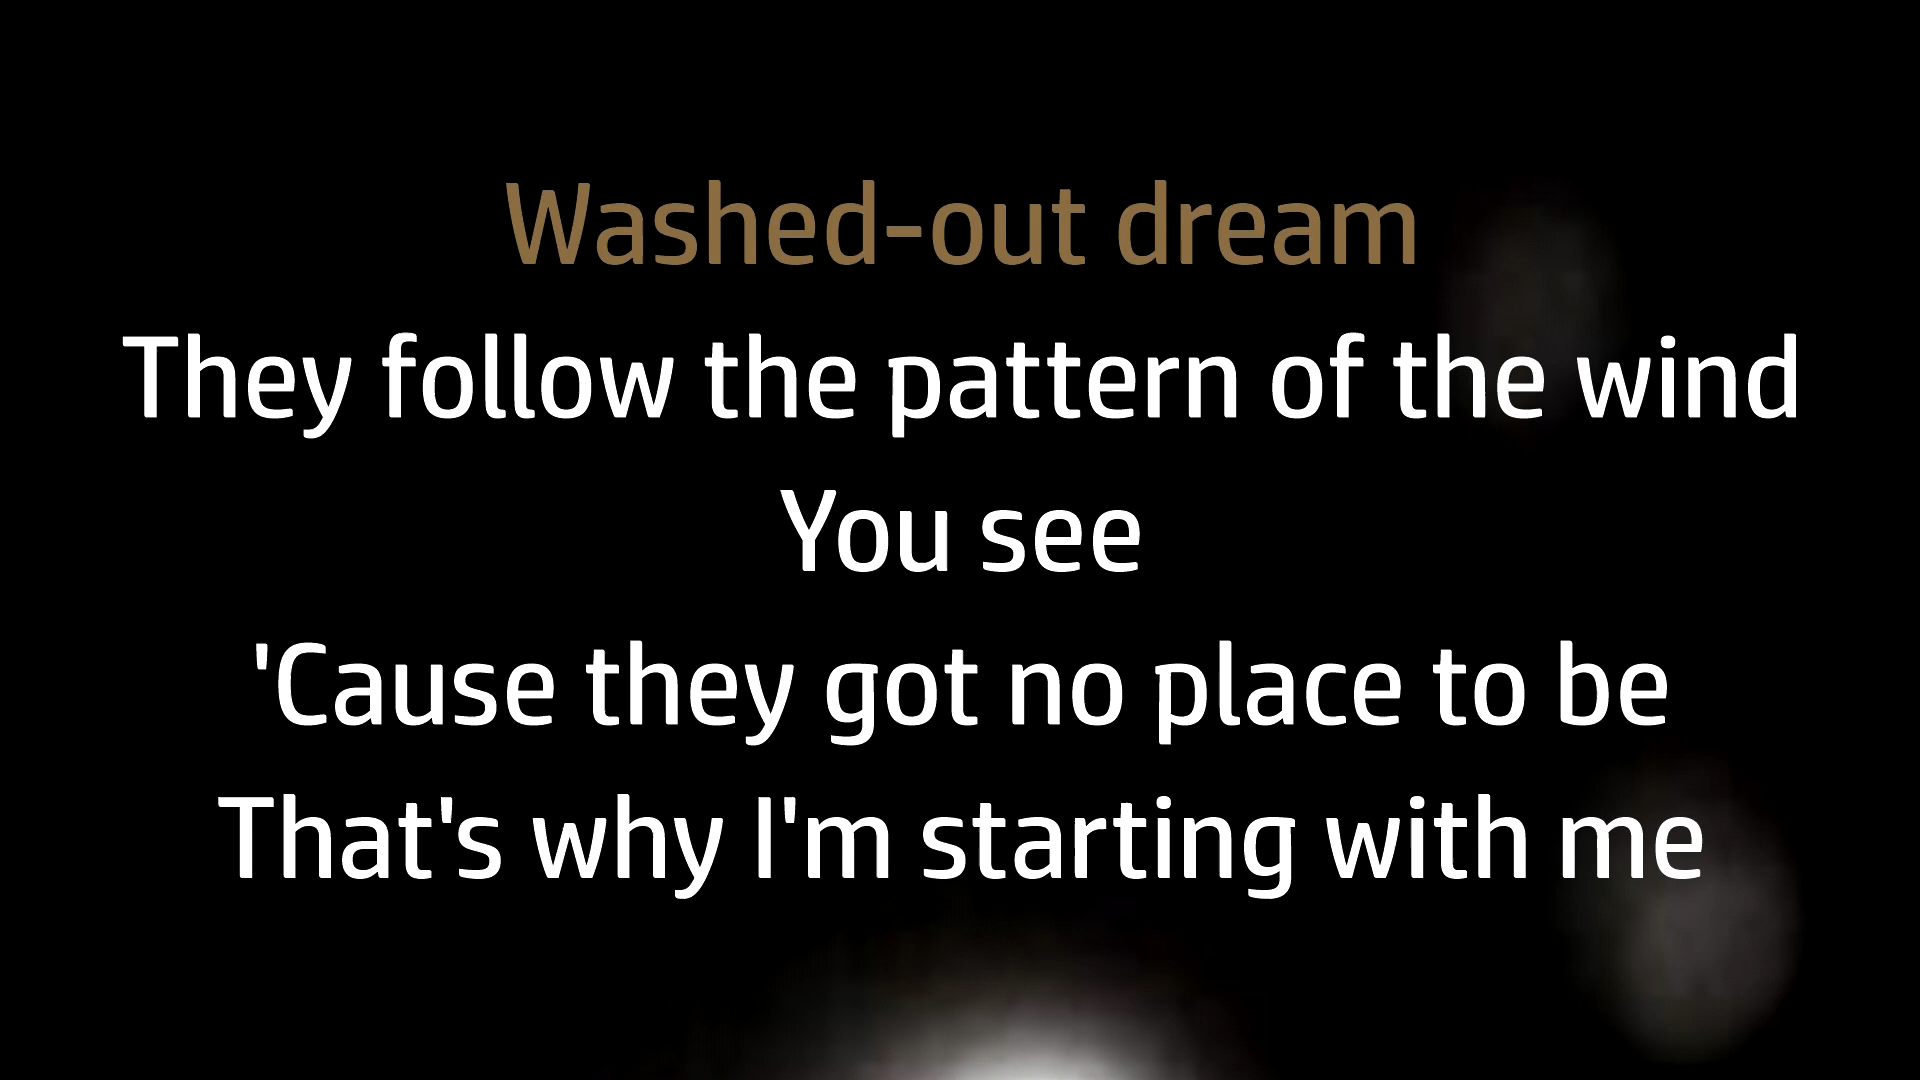 Washed-out dream
They follow the pattern of the wind
You see
'Cause they got no place to be
That's why I'm starting with me